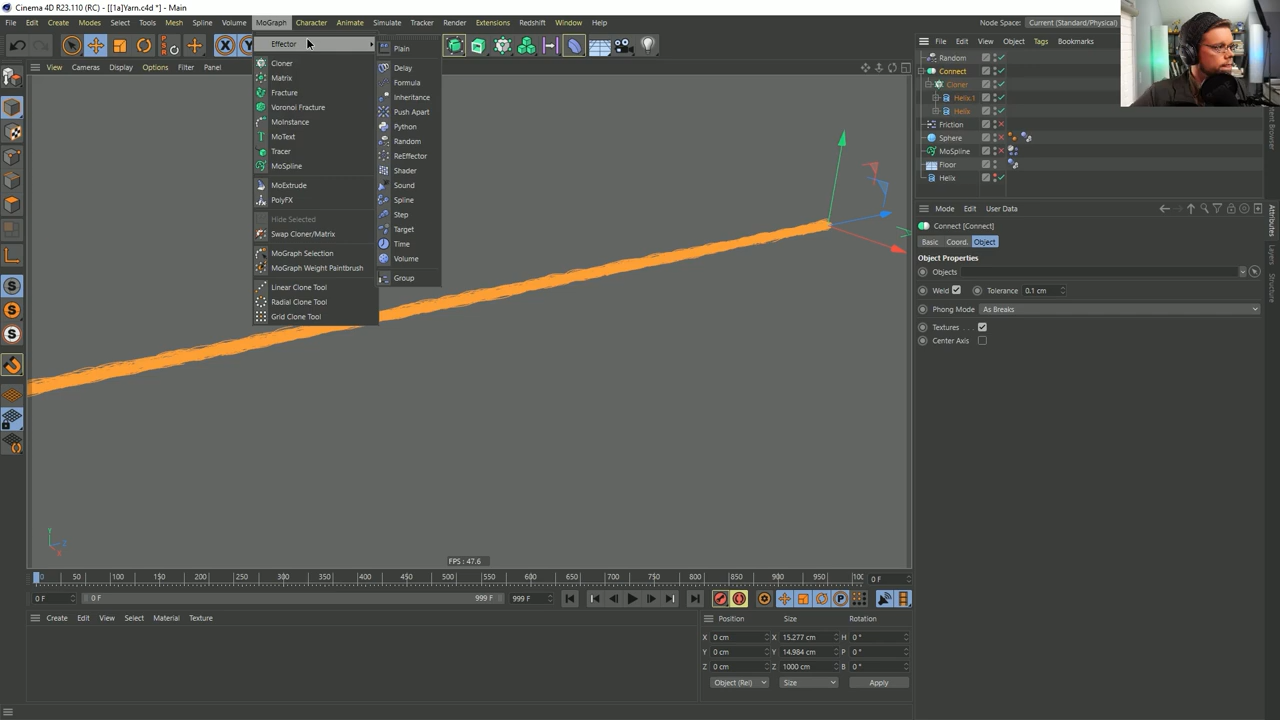 Cinema 4D R23.110 (RC) - [[1a]Yarn.c4d *] - Main
File Edit Create Modes Select Tools Mesh Spline Volume MoGraph Character Animate Simulate Tracker Render Extensions Redshift Window Help
Node Space: Current (Standard/Physical)
View Cameras Display Options Filter Panel
File Edit View Object Tags Bookmarks
Effector
Cloner
Matrix
Fracture
Voronoi Fracture
MoInstance
MoText
Tracer
MoSpline
MoExtrude
PolyFX
Hide Selected
Swap Cloner/Matrix
MoGraph Selection
MoGraph Weight Paintbrush
Linear Clone Tool
Radial Clone Tool
Grid Clone Tool
Plain
Delay
Formula
Inheritance
Push Apart
Python
Random
ReEffector
Shader
Sound
Spline
Step
Target
Time
Volume
Group
Random
Connect
Cloner
Helix.1
Helix
Friction
Sphere
MoSpline
Floor
Helix
Mode Edit User Data
Connect [Connect]
Basic Coord. Object
Object Properties
Objects
Weld Tolerance 0.1 cm
Phong Mode As Breaks
Textures
Center Axis
Content Browser
Attributes
Layers
Structure
X Y
Y
Z
X
FPS : 47.6
0 50 100 150 200 250 300 350 400 450 500 550 600 650 700 750 800 850 900 950 100 0 F
0 F 0 F 999 F 999 F
Create Edit View Select Material Texture
Position Size Rotation
X 0 cm X 15.277 cm H 0 °
Y 0 cm Y 14.984 cm P 0 °
Z 0 cm Z 1000 cm B 0 °
Object (Rel) Size Apply